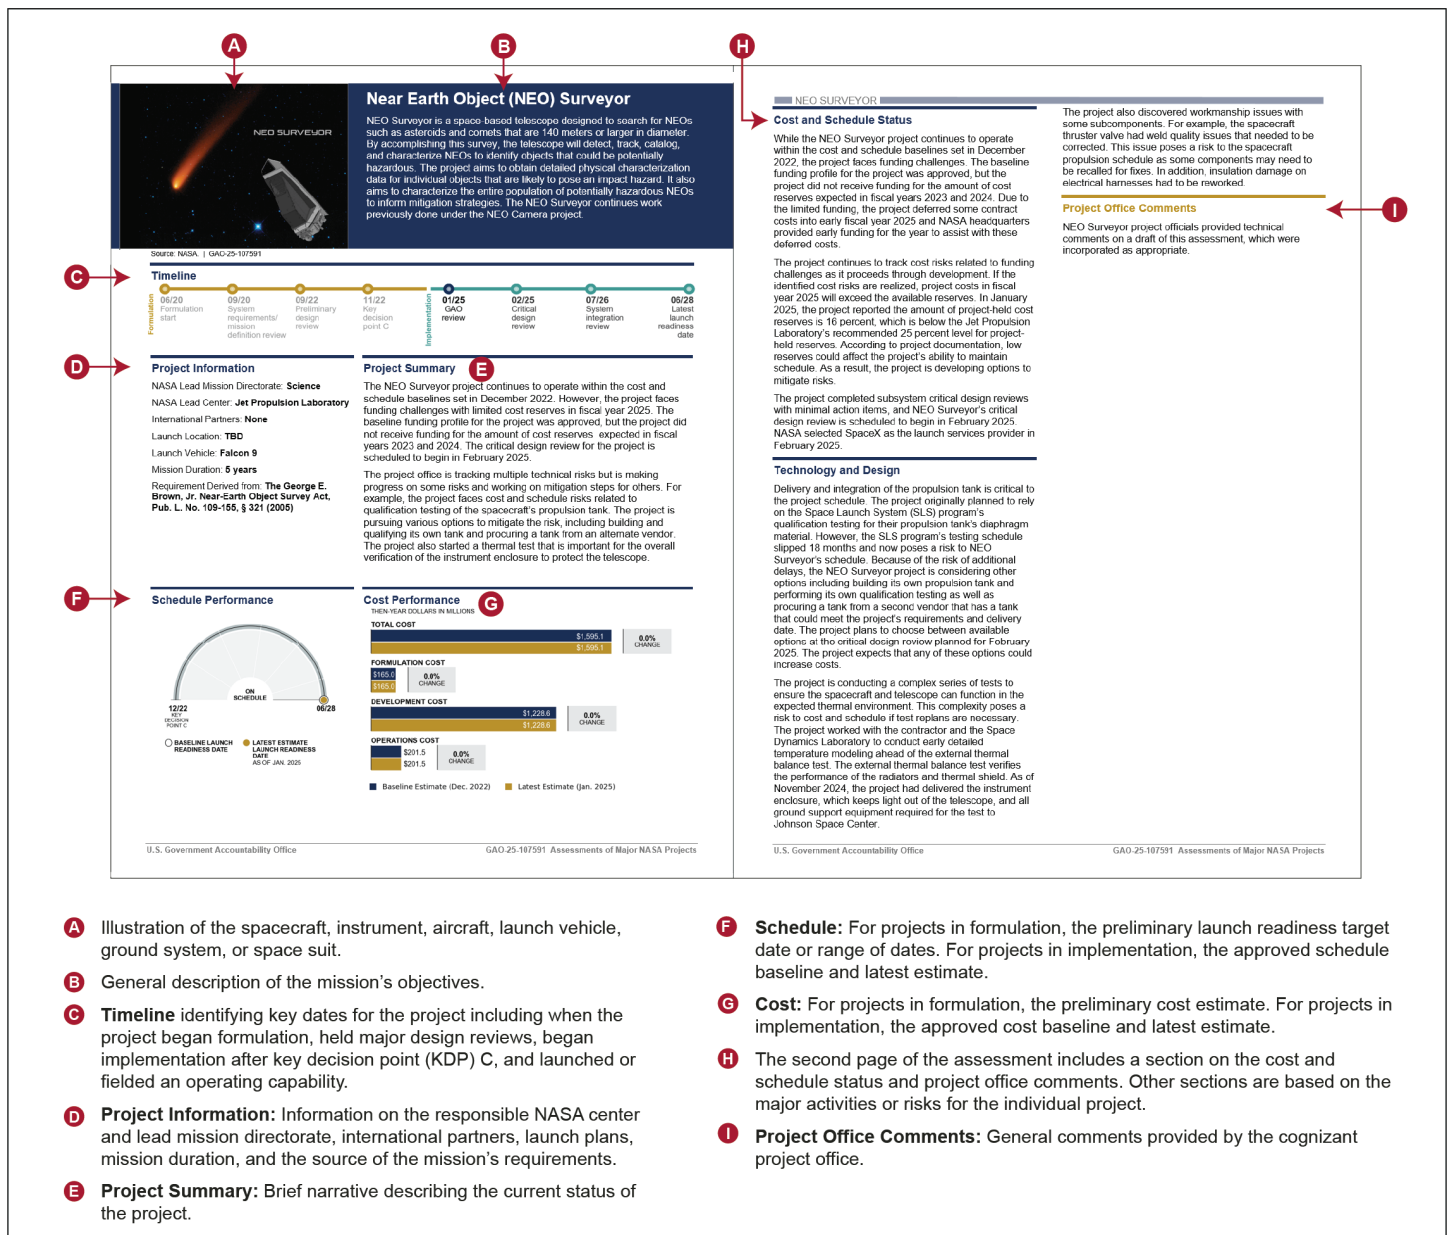 A
B
H
NEO SURVEYOR
Near Earth Object (NEO) Surveyor
NEO Surveyor is a space-based telescope designed to search for NEOs
such as asteroids and comets that are 140 meters or larger in diameter.
By accomplishing this survey, the telescope will detect, track, catalog,
and characterize NEOs to identify objects that could be potentially
hazardous. The project aims to obtain detailed physical characterization
data for individual objects that are likely to pose an impact hazard. It also
aims to characterize the entire population of potentially hazardous NEOs
to inform mitigation strategies. The NEO Surveyor continues work
previously done under the NEO Camera project.
Source: NASA. | GAO-25-107591
C
Timeline
Formulation
06/20
Formulation
start
09/20
System
requirements/
mission
definition review
09/22
Preliminary
design
review
11/22
Key
decision
point C
Implementation
01/25
GAO
review
02/25
Critical
design
review
07/26
System
integration
review
06/28
Latest
launch
readiness
date
D
Project Information
NASA Lead Mission Directorate: Science
NASA Lead Center: Jet Propulsion Laboratory
International Partners: None
Launch Location: TBD
Launch Vehicle: Falcon 9
Mission Duration: 5 years
Requirement Derived from: The George E.
Brown, Jr. Near-Earth Object Survey Act,
Pub. L. No. 109-155, § 321 (2005)
Project Summary
E
The NEO Surveyor project continues to operate within the cost and
schedule baselines set in December 2022. However, the project faces
funding challenges with limited cost reserves in fiscal year 2025. The
baseline funding profile for the project was approved, but the project did
not receive funding for the amount of cost reserves expected in fiscal
years 2023 and 2024. The critical design review for the project is
scheduled to begin in February 2025.
The project office is tracking multiple technical risks but is making
progress on some risks and working on mitigation steps for others. For
example, the project faces cost and schedule risks related to
qualification testing of the spacecraft's propulsion tank. The project is
pursuing various options to mitigate the risk, including building and
qualifying its own tank and procuring a tank from an alternate vendor.
The project also started a thermal test that is important for the overall
verification of the instrument enclosure to protect the telescope.
F
Schedule Performance
ON
SCHEDULE
12/22
KEY
DECISION
POINT C
06/28
BASELINE LAUNCH
READINESS DATE
LATEST ESTIMATE
LAUNCH READINESS
DATE
AS OF JAN. 2025
Cost Performance
G
THEN-YEAR DOLLARS IN MILLIONS
TOTAL COST
$1,595.1
$1,595.1
0.0%
CHANGE
FORMULATION COST
$165.0
$165.0
0.0%
CHANGE
DEVELOPMENT COST
$1,228.6
$1,228.6
0.0%
CHANGE
OPERATIONS COST
$201.5
$201.5
0.0%
CHANGE
Baseline Estimate (Dec. 2022)
Latest Estimate (Jan. 2025)
U.S. Government Accountability Office
GAO-25-107591 Assessments of Major NASA Projects
NEO SURVEYOR
Cost and Schedule Status
While the NEO Surveyor project continues to operate
within the cost and schedule baselines set in December
2022, the project faces funding challenges. The baseline
funding profile for the project was approved, but the
project did not receive funding for the amount of cost
reserves expected in fiscal years 2023 and 2024. Due to
the limited funding, the project deferred some contract
costs into early fiscal year 2025 and NASA headquarters
provided early funding for the year to assist with these
deferred costs.
The project continues to track cost risks related to funding
challenges as it proceeds through development. If the
identified cost risks are realized, project costs in fiscal
year 2025 will exceed the available reserves. In January
2025, the project reported the amount of project-held cost
reserves is 16 percent, which is below the Jet Propulsion
Laboratory's recommended 25 percent level for project-
held reserves. According to project documentation, low
reserves could affect the project's ability to maintain
schedule. As a result, the project is developing options to
mitigate risks.
The project completed subsystem critical design reviews
with minimal action items, and NEO Surveyor's critical
design review is scheduled to begin in February 2025.
NASA selected SpaceX as the launch services provider in
February 2025.
Technology and Design
Delivery and integration of the propulsion tank is critical to
the project schedule. The project originally planned to rely
on the Space Launch System (SLS) program's
qualification testing for their propulsion tank's diaphragm
material. However, the SLS program's testing schedule
slipped 18 months and now poses a risk to NEO
Surveyor's schedule. Because of the risk of additional
delays, the NEO Surveyor project is considering other
options including building its own propulsion tank and
performing its own qualification testing as well as
procuring a tank from a second vendor that has a tank
that could meet the project's requirements and delivery
date. The project plans to choose between available
options at the critical design review planned for February
2025. The project expects that any of these options could
increase costs.
The project is conducting a complex series of tests to
ensure the spacecraft and telescope can function in the
expected thermal environment. This complexity poses a
risk to cost and schedule if test replans are necessary.
The project worked with the contractor and the Space
Dynamics Laboratory to conduct early detailed
temperature modeling ahead of the external thermal
balance test. The external thermal balance test verifies
the performance of the radiators and thermal shield. As of
November 2024, the project had delivered the instrument
enclosure, which keeps light out of the telescope, and all
ground support equipment required for the test to
Johnson Space Center.
The project also discovered workmanship issues with
some subcomponents. For example, the spacecraft
thruster valve had weld quality issues that needed to be
corrected. This issue poses a risk to the spacecraft
propulsion schedule as some components may need to
be recalled for fixes. In addition, insulation damage on
electrical harnesses had to be reworked.
Project Office Comments
I
NEO Surveyor project officials provided technical
comments on a draft of this assessment, which were
incorporated as appropriate.
U.S. Government Accountability Office
GAO-25-107591 Assessments of Major NASA Projects
A Illustration of the spacecraft, instrument, aircraft, launch vehicle,
ground system, or space suit.
B General description of the mission's objectives.
C Timeline identifying key dates for the project including when the
project began formulation, held major design reviews, began
implementation after key decision point (KDP) C, and launched or
fielded an operating capability.
D Project Information: Information on the responsible NASA center
and lead mission directorate, international partners, launch plans,
mission duration, and the source of the mission's requirements.
E Project Summary: Brief narrative describing the current status of
the project.
F Schedule: For projects in formulation, the preliminary launch readiness target
date or range of dates. For projects in implementation, the approved schedule
baseline and latest estimate.
G Cost: For projects in formulation, the preliminary cost estimate. For projects in
implementation, the approved cost baseline and latest estimate.
H The second page of the assessment includes a section on the cost and
schedule status and project office comments. Other sections are based on the
major activities or risks for the individual project.
I Project Office Comments: General comments provided by the cognizant
project office.